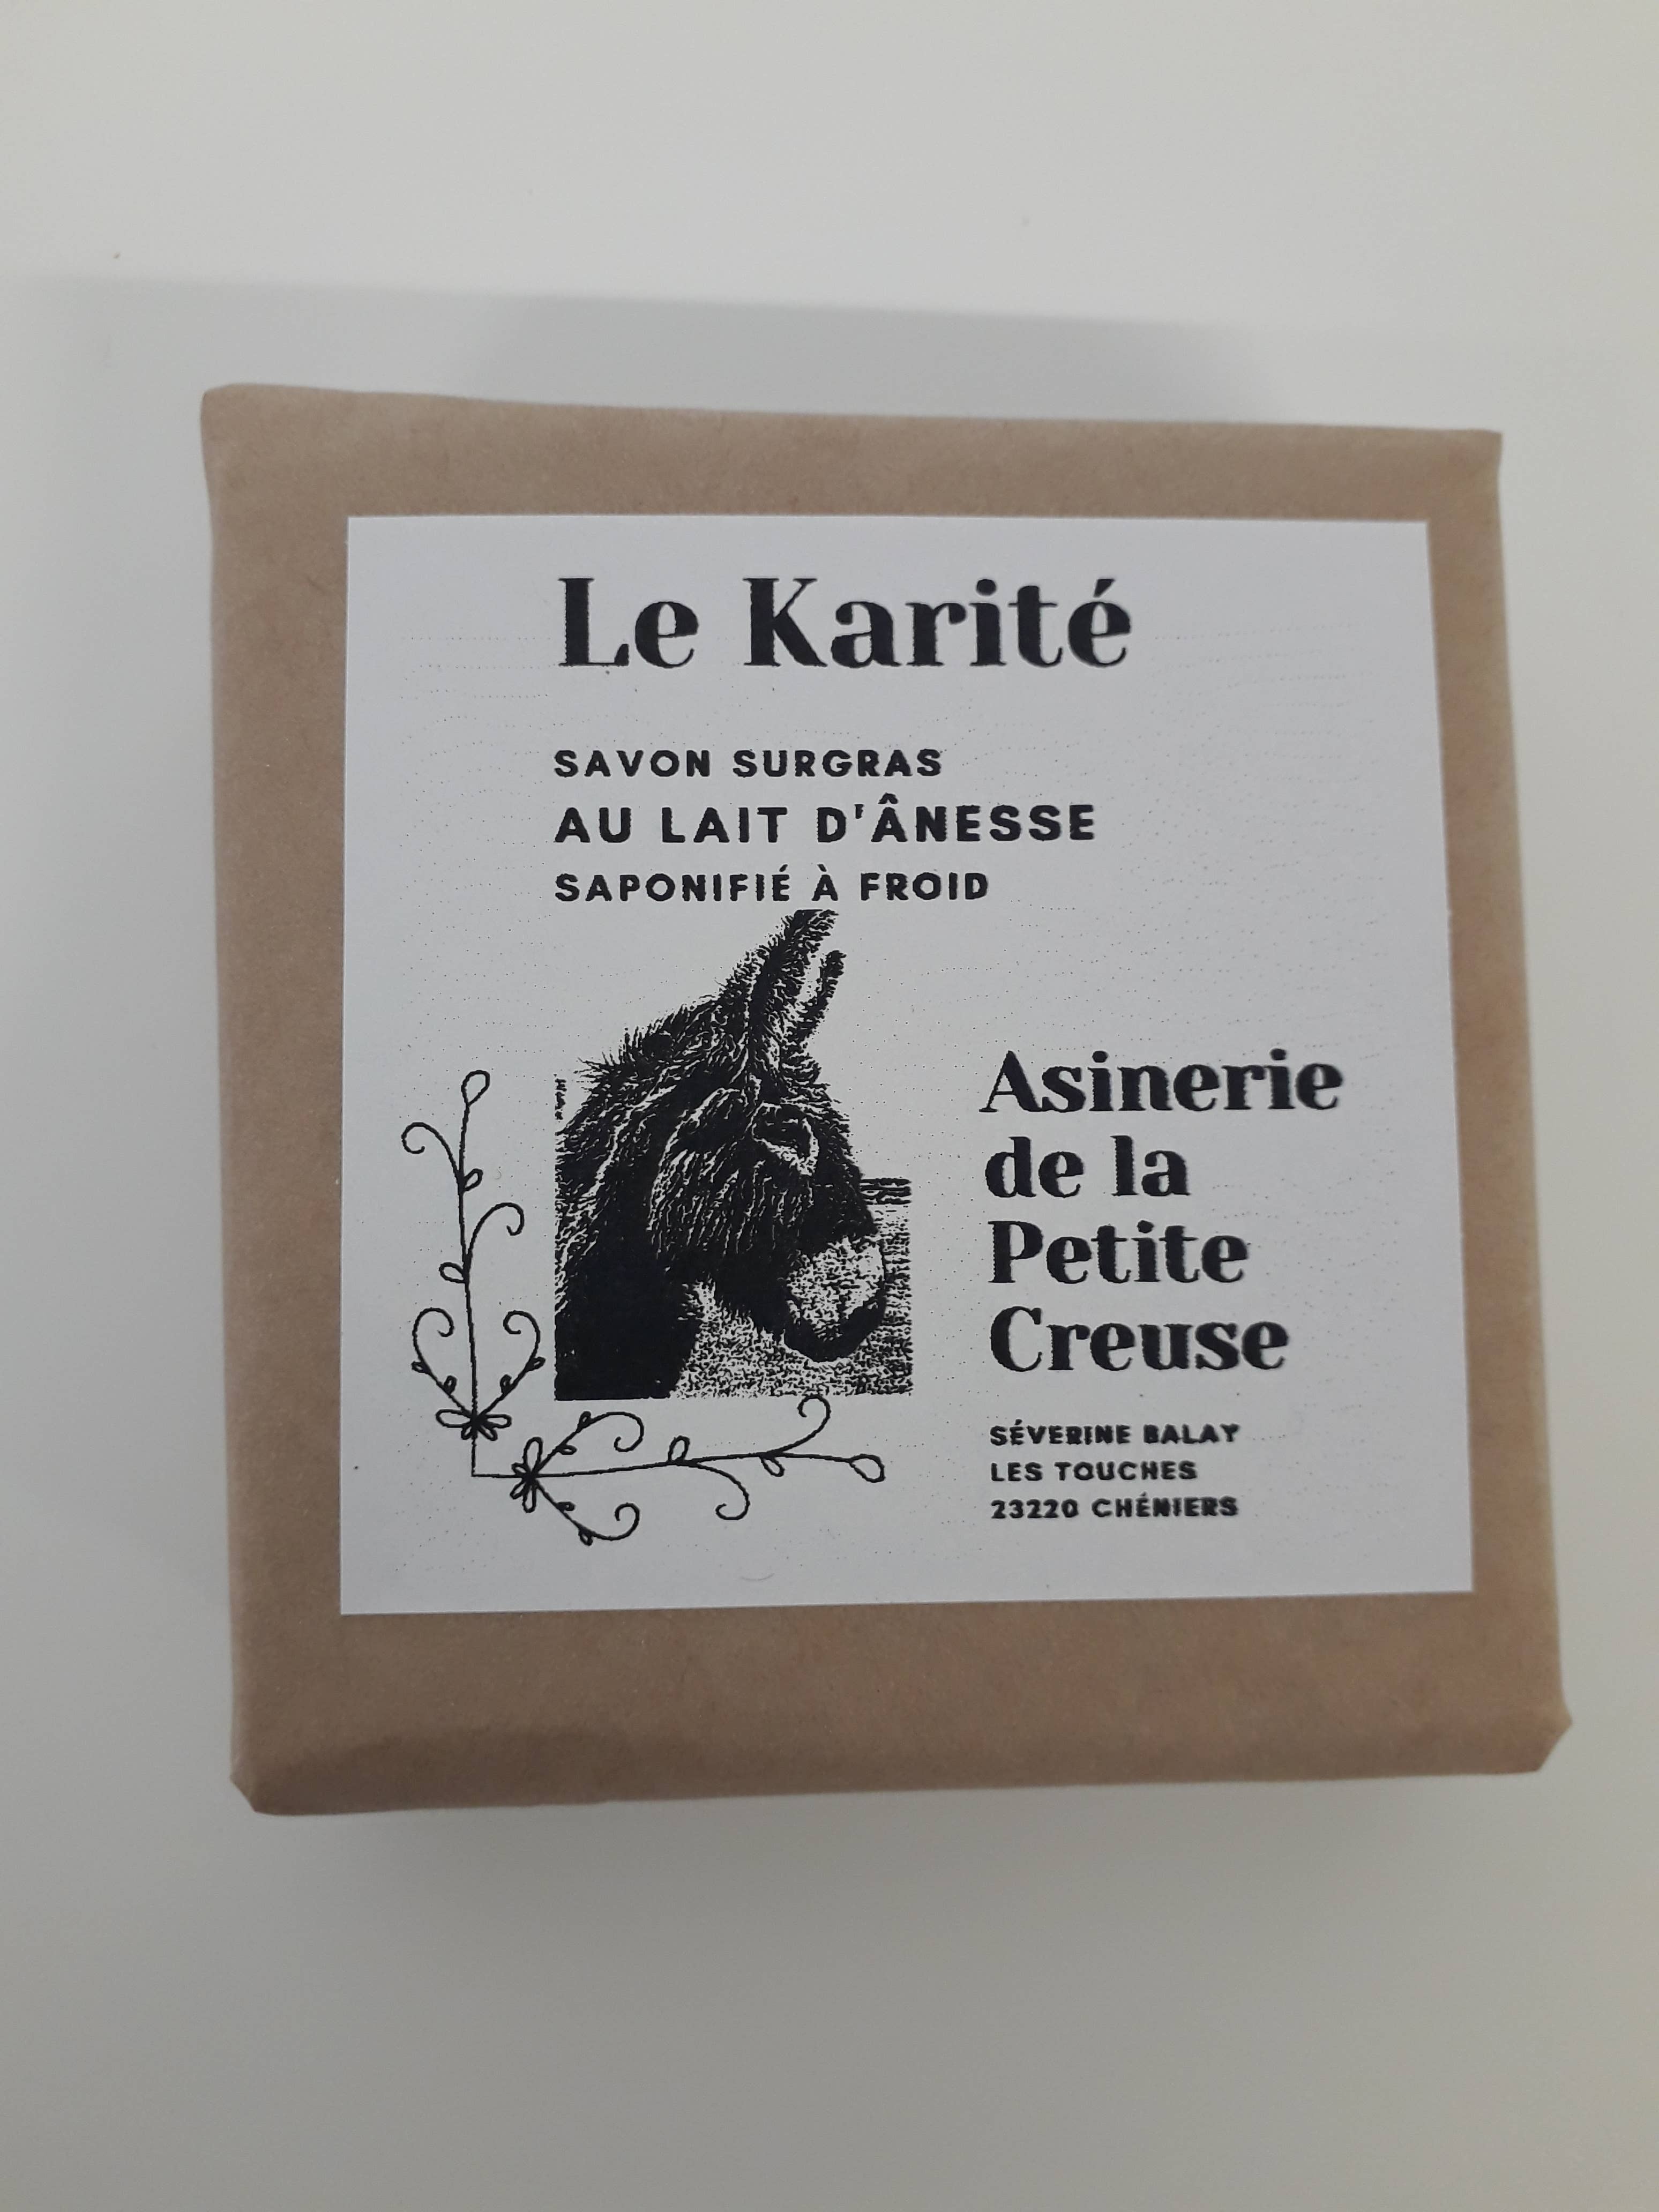 Le Karité
SAVON SURGRAS
AU LAIT D'ÂNESSE
SAPONIFIÉ À FROID
Asinerie
de la
Petite
Creuse
SÉVERINE BALAY
LES TOUCHES
23220 CHÉNIERS